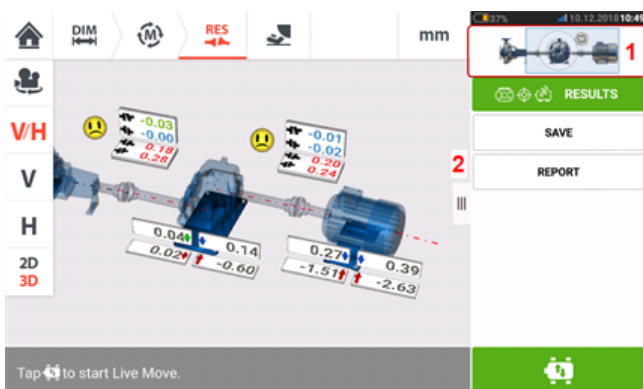 37% 10.12.2018 10:49
DIM
M
RES
mm
1
V/H
V
H
2D
3D
-0.03
-0.00
0.18
0.28
-0.01
-0.02
0.20
0.24
0.04 0.14
0.02 -0.60
0.27 0.39
-1.51 -2.63
2
RESULTS
SAVE
REPORT
Tap to start Live Move.